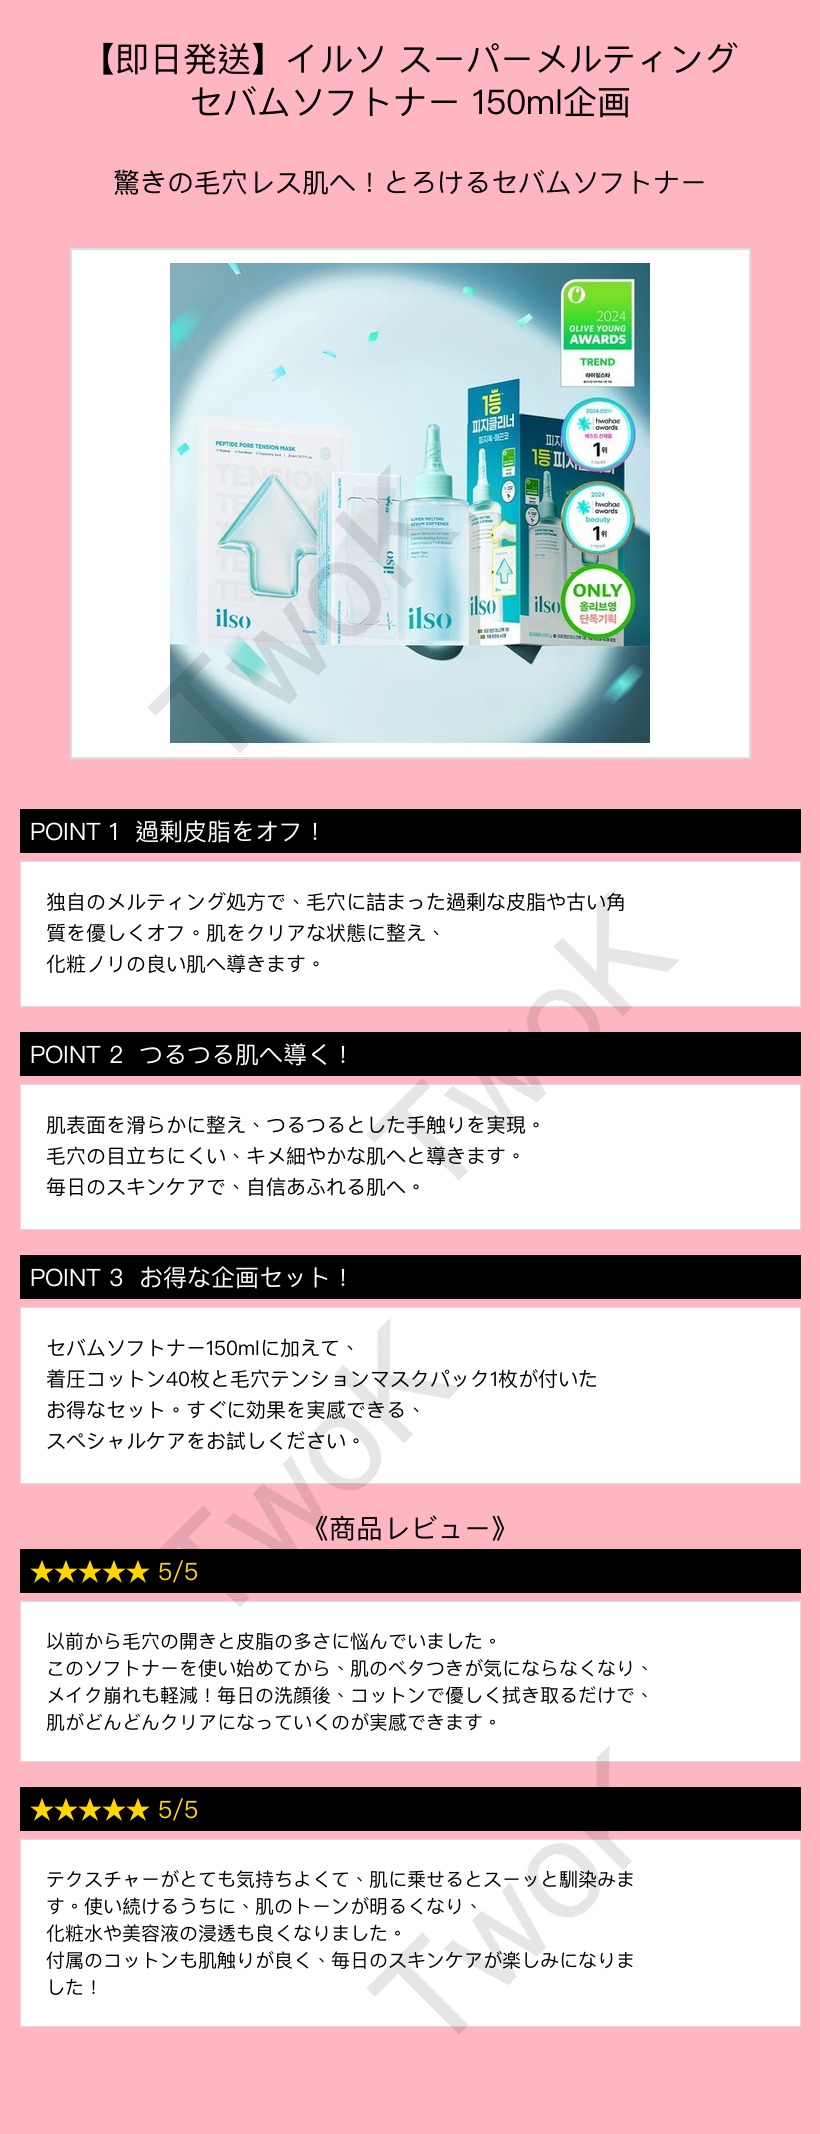 【即日発送】イルソ スーパーメルティング
セバムソフトナー 150ml企画
驚きの毛穴レス肌へ！とろけるセバムソフトナー
2024
OLIVE YOUNG
AWARDS
TREND
라이징스타
2024 상반기
hwahae
awards
베스트 신제품
1위
2024
hwahae
awards
beauty
1위
ONLY
올리브영
단독기획
PEPTIDE PORE TENSION MASK
TENSION
ilso
ilso
SUPER MELTING
SEBUM SOFTENER
ilso
1등
피지클리너
피지쏙·매끈코
ilso
ilso
POINT 1 過剰皮脂をオフ！
独自のメルティング処方で、毛穴に詰まった過剰な皮脂や古い角
質を優しくオフ。肌をクリアな状態に整え、
化粧ノリの良い肌へ導きます。
POINT 2 つるつる肌へ導く！
肌表面を滑らかに整え、つるつるとした手触りを実現。
毛穴の目立ちにくい、キメ細やかな肌へと導きます。
毎日のスキンケアで、自信あふれる肌へ。
POINT 3 お得な企画セット！
セバムソフトナー150mlに加えて、
着圧コットン40枚と毛穴テンションマスクパック1枚が付いた
お得なセット。すぐに効果を実感できる、
スペシャルケアをお試しください。
《商品レビュー》
★★★★★ 5/5
以前から毛穴の開きと皮脂の多さに悩んでいました。
このソフトナーを使い始めてから、肌のベタつきが気にならなくなり、
メイク崩れも軽減！毎日の洗顔後、コットンで優しく拭き取るだけで、
肌がどんどんクリアになっていくのが実感できます。
★★★★★ 5/5
テクスチャーがとても気持ちよくて、肌に乗せるとスーッと馴染みま
す。使い続けるうちに、肌のトーンが明るくなり、
化粧水や美容液の浸透も良くなりました。
付属のコットンも肌触りが良く、毎日のスキンケアが楽しみになりま
した！
TwoK
TwoK
TwoK
TwoK